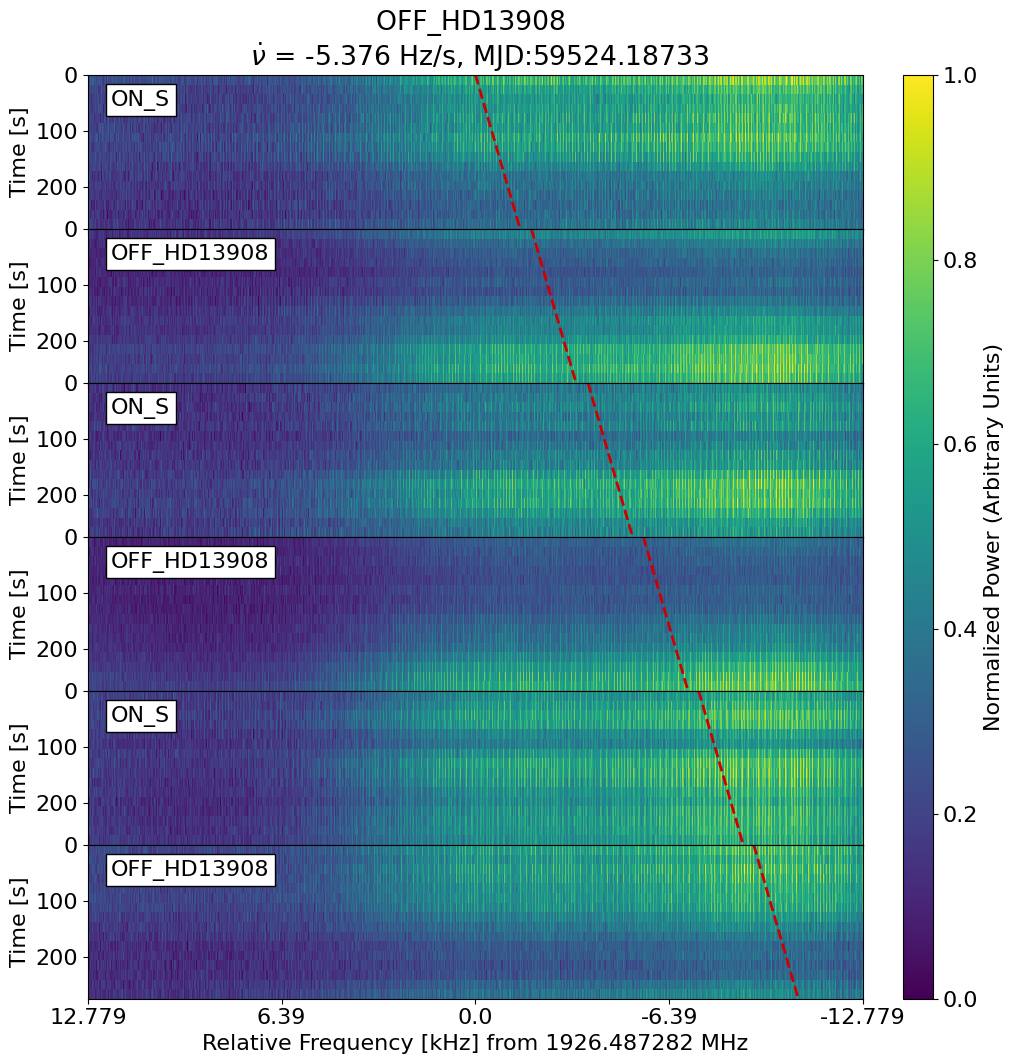 OFF_HD13908
ν̇ = -5.376 Hz/s, MJD:59524.18733
ON_S
OFF_HD13908
ON_S
OFF_HD13908
ON_S
OFF_HD13908
Time [s]
0
100
200
Time [s]
0
100
200
Time [s]
0
100
200
Time [s]
0
100
200
Time [s]
0
100
200
Time [s]
0
100
200
12.779
6.39
0.0
-6.39
-12.779
Relative Frequency [kHz] from 1926.487282 MHz
1.0
0.8
0.6
0.4
0.2
0.0
Normalized Power (Arbitrary Units)